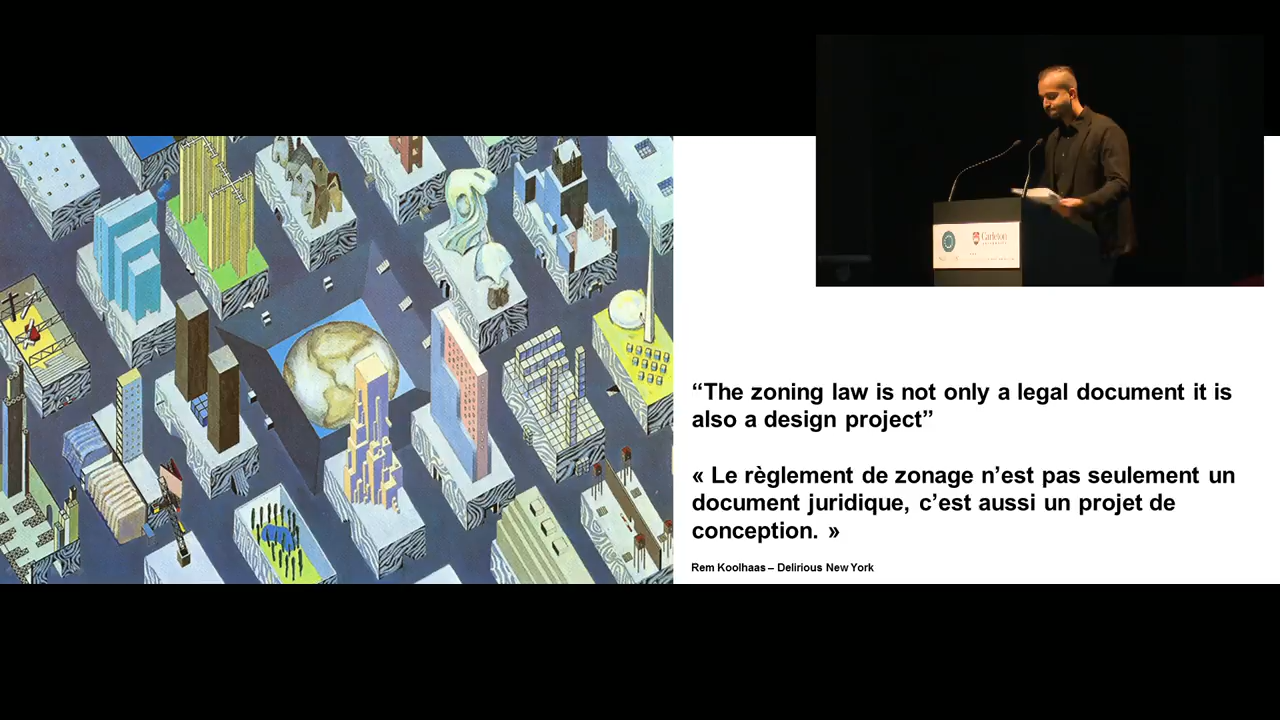 Carleton
“The zoning law is not only a legal document it is
also a design project”
« Le règlement de zonage n’est pas seulement un
document juridique, c’est aussi un projet de
conception. »
Rem Koolhaas – Delirious New York